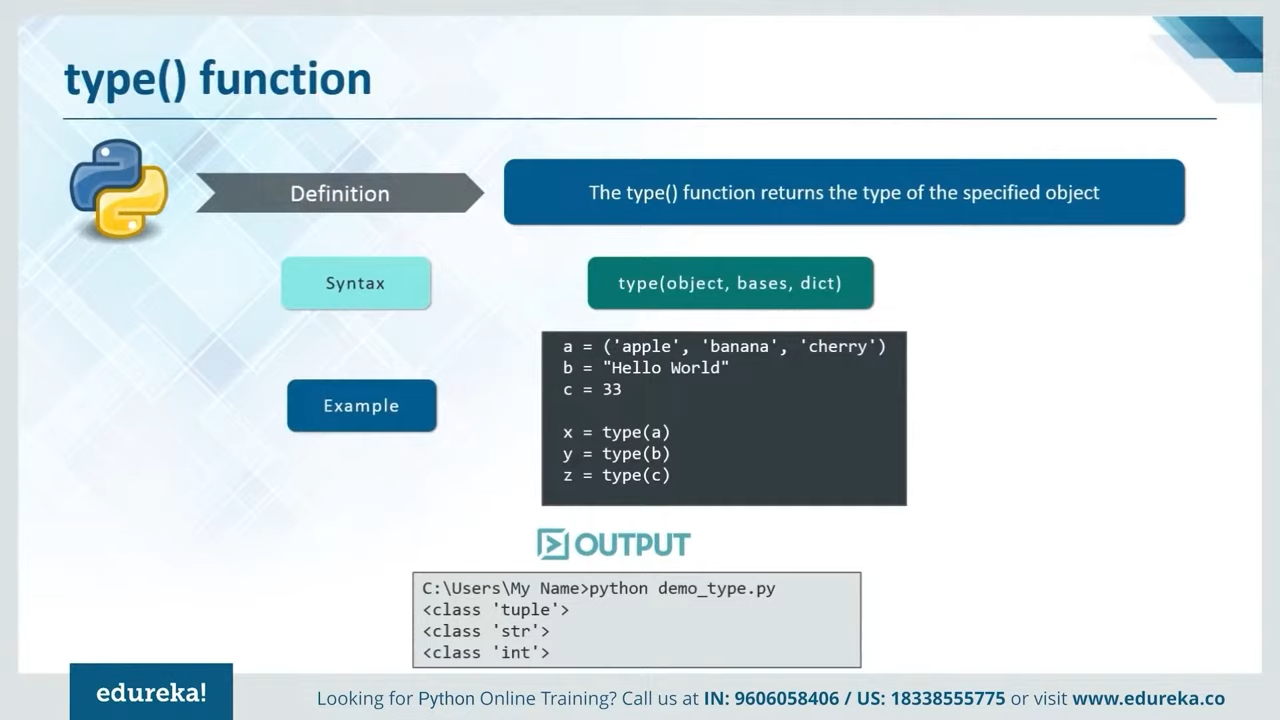 type() function
Definition
The type() function returns the type of the specified object
Syntax
type(object, bases, dict)
Example
a = ('apple', 'banana', 'cherry')
b = "Hello World"
c = 33
x = type(a)
y = type(b)
z = type(c)
OUTPUT
C:\Users\My Name>python demo_type.py
<class 'tuple'>
<class 'str'>
<class 'int'>
edureka!
Looking for Python Online Training? Call us at IN: 9606058406 / US: 18338555775 or visit www.edureka.co